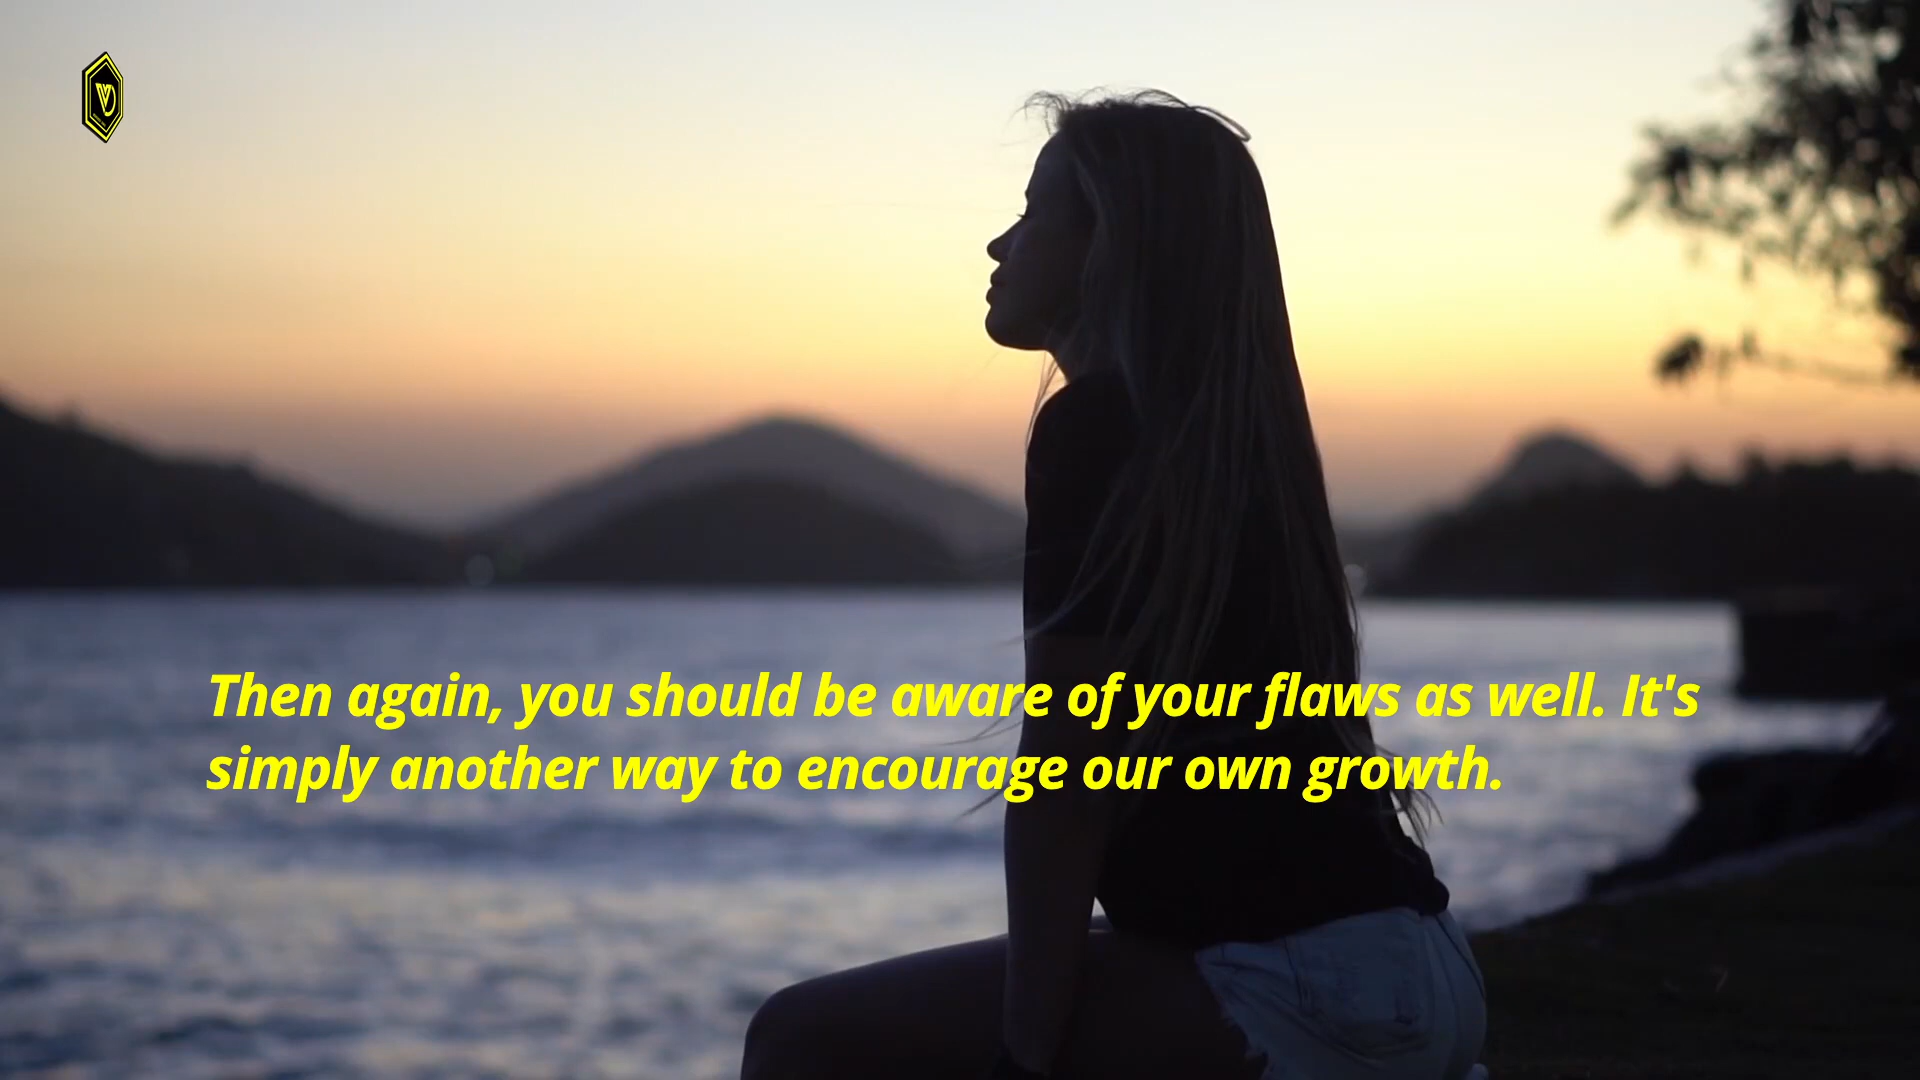 Then again, you should be aware of your flaws as well. It's
simply another way to encourage our own growth.